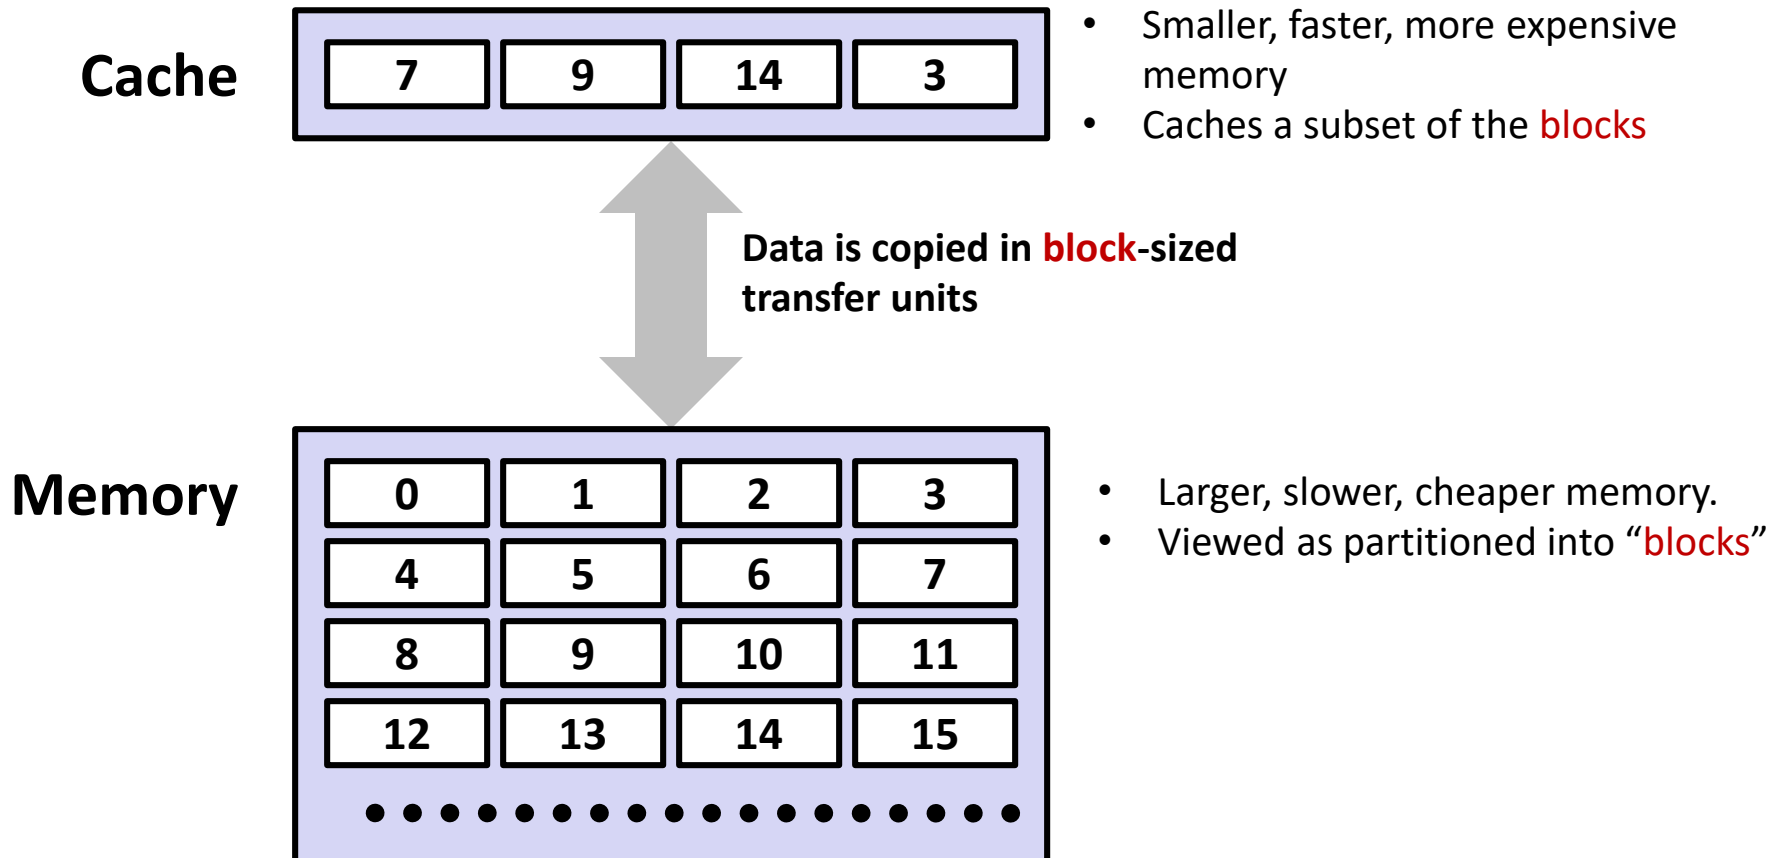 Cache
7 9 14 3
• Smaller, faster, more expensive
memory
• Caches a subset of the blocks
Data is copied in block-sized
transfer units
Memory
0 1 2 3
4 5 6 7
8 9 10 11
12 13 14 15
• Larger, slower, cheaper memory.
• Viewed as partitioned into “blocks”